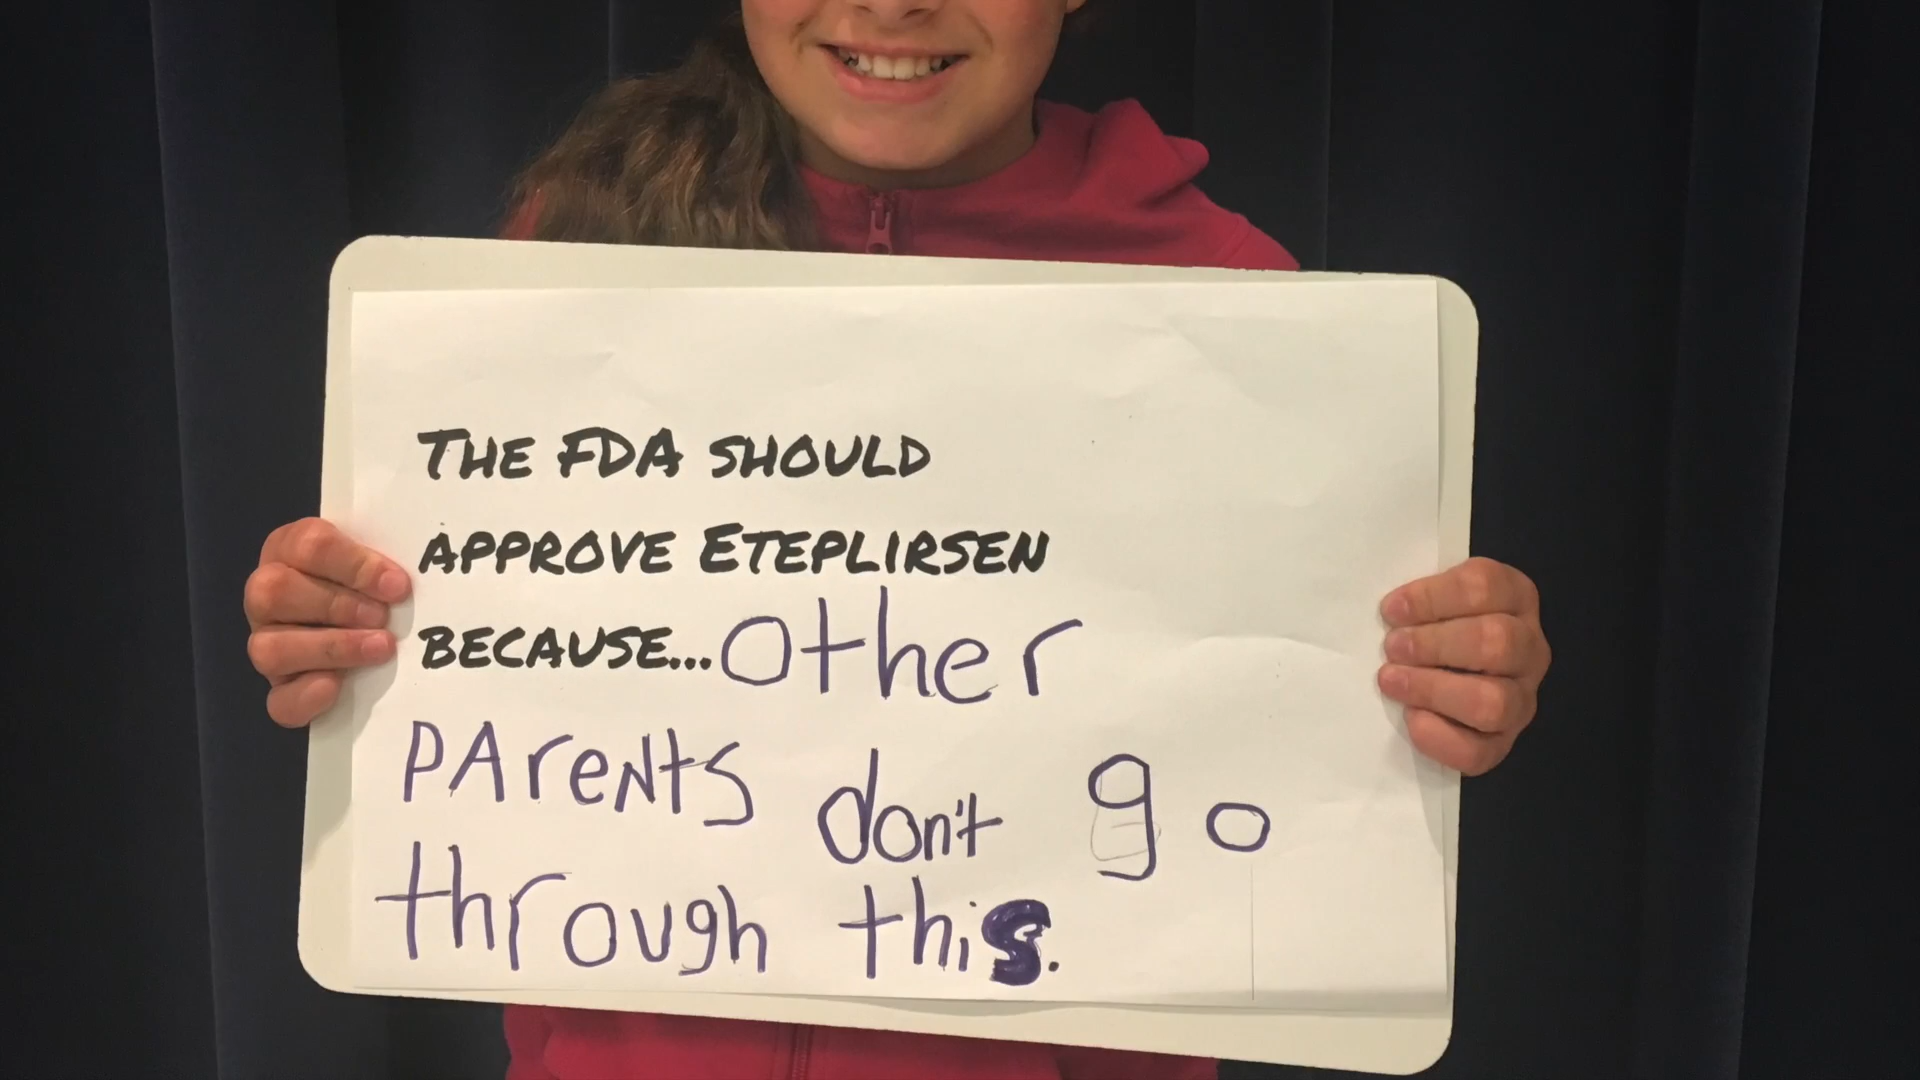 THE FDA SHOULD
APPROVE ETEPLIRSEN
BECAUSE... Other
PArents don't go
through this.